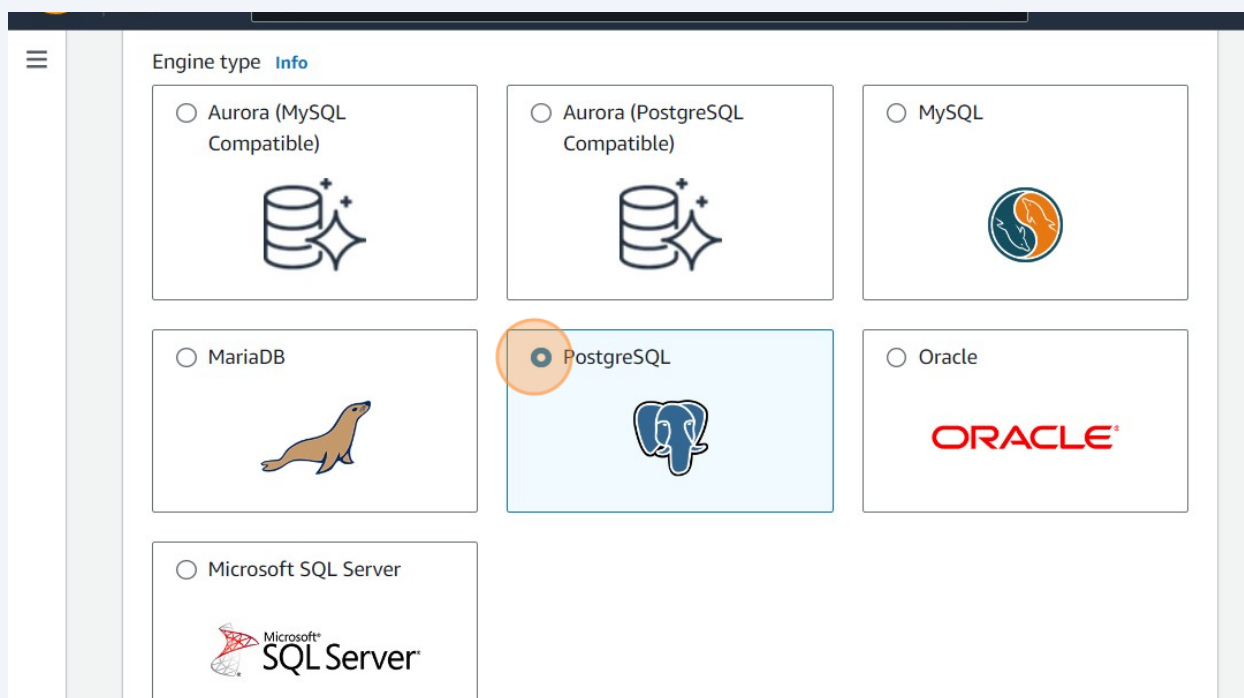 Engine type Info
Aurora (MySQL
Compatible)
Aurora (PostgreSQL
Compatible)
MySQL
MariaDB
PostgreSQL
Oracle
ORACLE®
Microsoft SQL Server
Microsoft®
SQL Server®